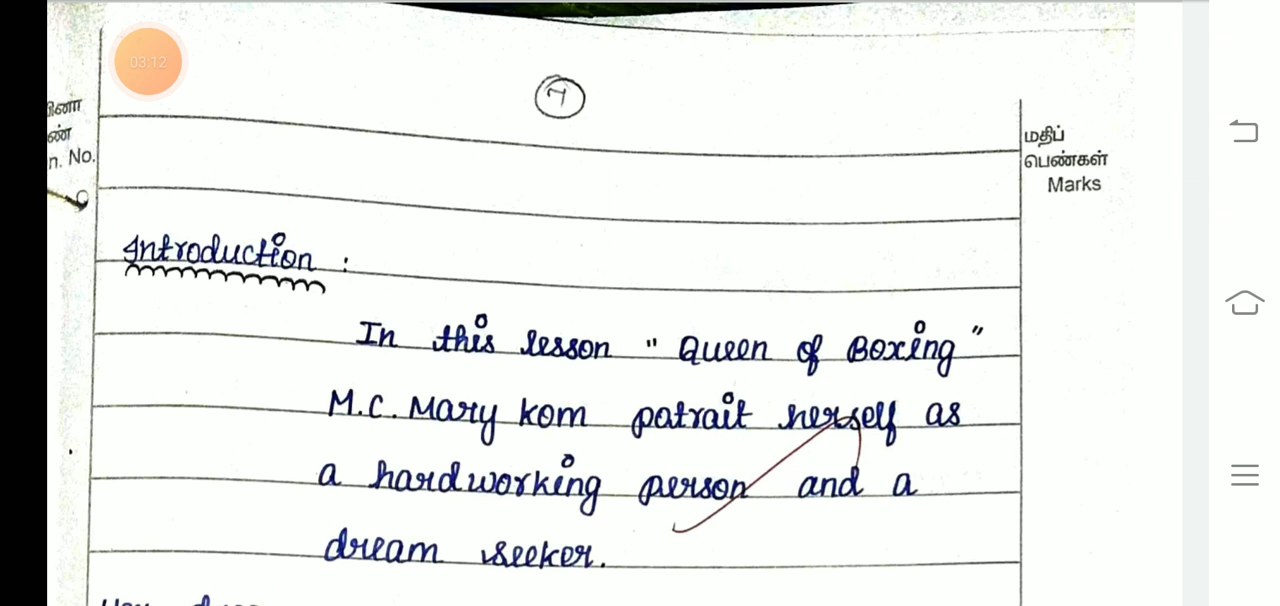 03:12
7
வினா
ண்
n. No.
மதிப்
பெண்கள்
Marks
Introduction :
In this lesson " Queen of Boxing "
M.C. Mary kom patrait herself as
a hardworking person and a
dream seeker.